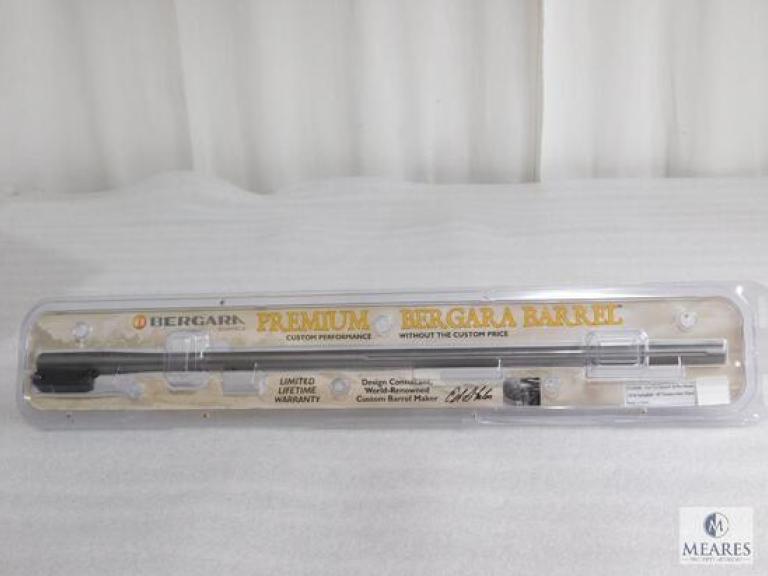 BERGARA PREMIUM BERGARA BARREL™
CUSTOM PERFORMANCE WITHOUT THE CUSTOM PRICE
LIMITED
LIFETIME
WARRANTY
Design Consultant,
World-Renowned
Custom Barrel Maker
M
MEARES